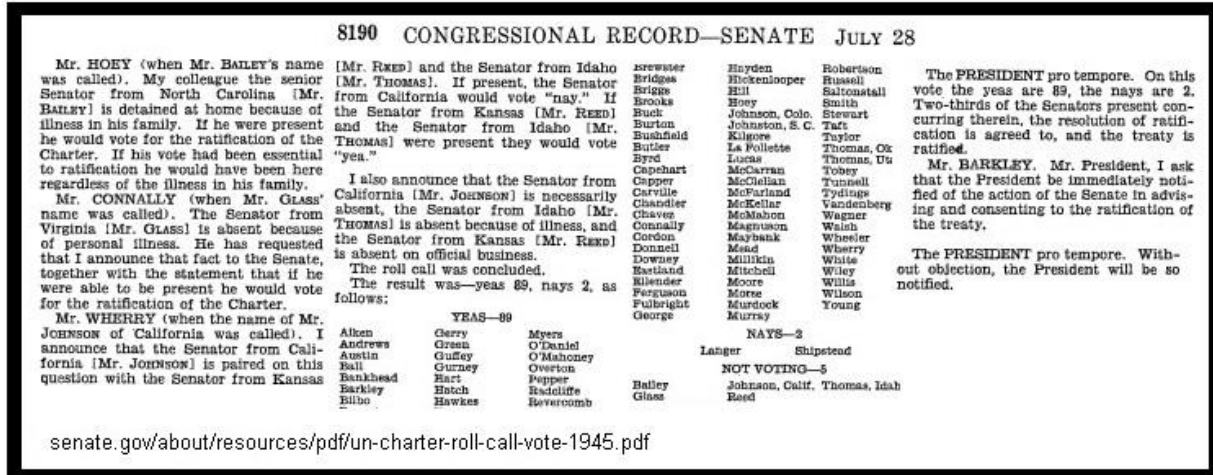 8190 CONGRESSIONAL RECORD—SENATE JULY 28
Mr. HOEY (when Mr. BAILEY'S name
was called). My colleague the senior
Senator from North Carolina [Mr.
BAILEY] is detained at home because of
illness in his family. If he were present
he would vote for the ratification of the
Charter. If his vote had been essential
to ratification he would have been here
regardless of the illness in his family.
Mr. CONNALLY (when Mr. GLASS'
name was called). The Senator from
Virginia [Mr. GLASS] is absent because
of personal illness. He has requested
that I announce that fact to the Senate,
together with the statement that if he
were able to be present he would vote
for the ratification of the Charter.
Mr. WHERRY (when the name of Mr.
JOHNSON of California was called). I
announce that the Senator from Cali-
fornia [Mr. JOHNSON] is paired on this
question with the Senator from Kansas
[Mr. REED] and the Senator from Idaho
[Mr. THOMAS]. If present, the Senator
from California would vote "nay." If
the Senator from Kansas [Mr. REED]
and the Senator from Idaho [Mr.
THOMAS] were present they would vote
"yea."
I also announce that the Senator from
California [Mr. JOHNSON] is necessarily
absent, the Senator from Idaho [Mr.
THOMAS] is absent because of illness, and
the Senator from Kansas [Mr. REED]
is absent on official business.
The roll call was concluded.
The result was—yeas 89, nays 2, as
follows:
YEAS—89
Aiken Gerry Myers
Andrews Green O'Daniel
Austin Guffey O'Mahoney
Ball Gurney Overton
Bankhead Hart Pepper
Barkley Hatch Radcliffe
Bilbo Hawkes Revercomb
Brewster Hayden Robertson
Bridges Hickenlooper Russell
Briggs Hill Saltonstall
Brooks Hoey Smith
Buck Johnson, Colo. Stewart
Burton Johnston, S. C. Taft
Bushfield Kilgore Taylor
Butler La Follette Thomas, Ok
Byrd Lucas Thomas, Ut
Capehart McCarran Tobey
Capper McClellan Tunnell
Carville McFarland Tydings
Chandler McKellar Vandenberg
Chavez McMahon Wagner
Connally Magnuson Walsh
Cordon Maybank Wheeler
Donnell Mead Wherry
Downey Millikin White
Eastland Mitchell Wiley
Ellender Moore Willis
Ferguson Morse Wilson
Fulbright Murdock Young
George Murray
NAYS—2
Langer Shipstead
NOT VOTING—5
Bailey Johnson, Calif. Thomas, Idah
Glass Reed
The PRESIDENT pro tempore. On this
vote the yeas are 89, the nays are 2.
Two-thirds of the Senators present con-
curring therein, the resolution of ratifi-
cation is agreed to, and the treaty is
ratified.
Mr. BARKLEY. Mr. President, I ask
that the President be immediately noti-
fied of the action of the Senate in advis-
ing and consenting to the ratification of
the treaty.
The PRESIDENT pro tempore. With-
out objection, the President will be so
notified.
senate.gov/about/resources/pdf/un-charter-roll-call-vote-1945.pdf